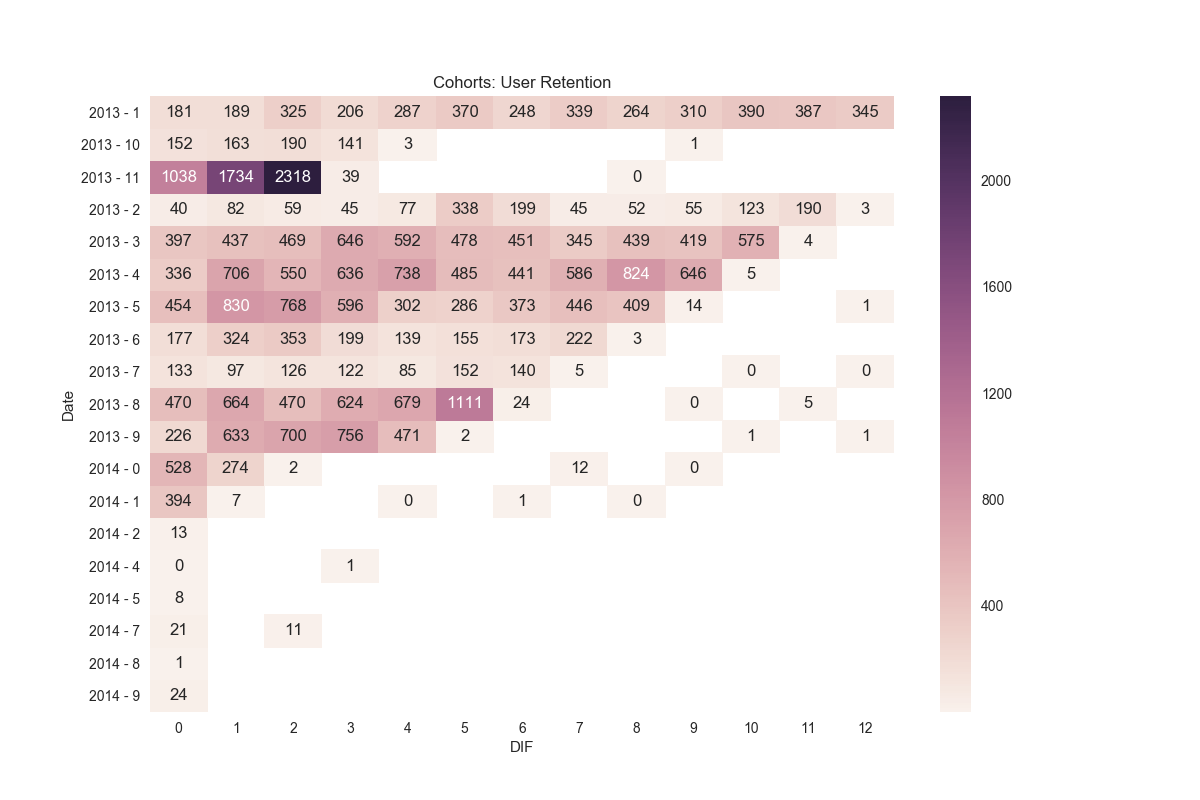 Cohorts: User Retention
2013 - 1 181 189 325 206 287 370 248 339 264 310 390 387 345
2013 - 10 152 163 190 141 3 1
2013 - 11 1038 1734 2318 39 0
2013 - 2 40 82 59 45 77 338 199 45 52 55 123 190 3
2013 - 3 397 437 469 646 592 478 451 345 439 419 575 4
2013 - 4 336 706 550 636 738 485 441 586 824 646 5
2013 - 5 454 830 768 596 302 286 373 446 409 14 1
2013 - 6 177 324 353 199 139 155 173 222 3
2013 - 7 133 97 126 122 85 152 140 5 0 0
2013 - 8 470 664 470 624 679 1111 24 0 5
2013 - 9 226 633 700 756 471 2 1 1
2014 - 0 528 274 2 12 0
2014 - 1 394 7 0 1 0
2014 - 2 13
2014 - 4 0 1
2014 - 5 8
2014 - 7 21 11
2014 - 8 1
2014 - 9 24
0 1 2 3 4 5 6 7 8 9 10 11 12
DIF
Date
2000
1600
1200
800
400